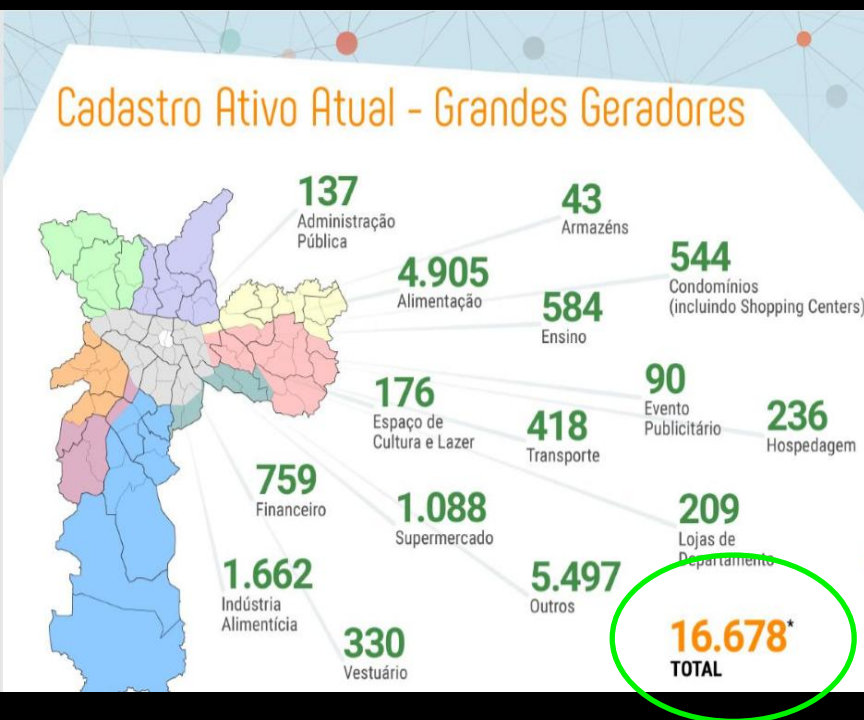 Cadastro Ativo Atual - Grandes Geradores
137
Administração
Pública
43
Armazéns
4.905
Alimentação
544
Condomínios
(incluindo Shopping Centers)
584
Ensino
176
Espaço de
Cultura e Lazer
418
Transporte
90
Evento
Publicitário
236
Hospedagem
759
Financeiro
1.088
Supermercado
209
Lojas de
Departamento
1.662
Indústria
Alimentícia
5.497
Outros
330
Vestuário
16.678*
TOTAL